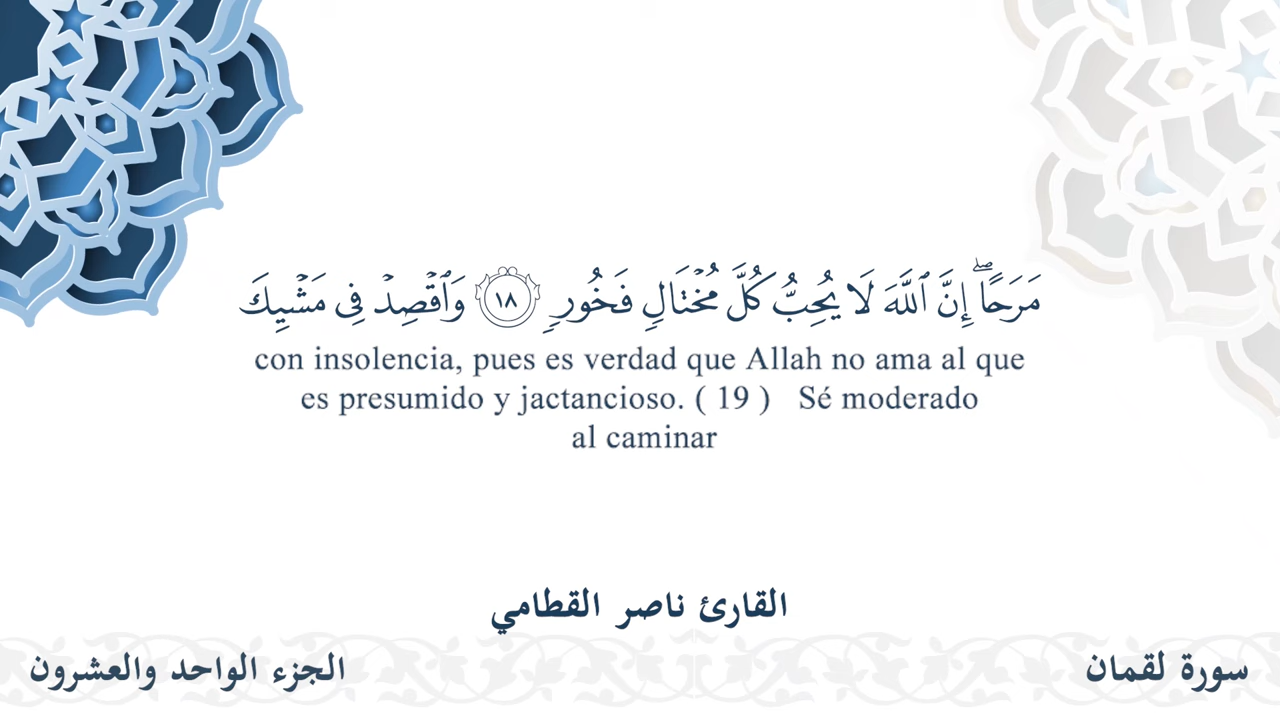 مَرَحًاۖ إِنَّ ٱللَّهَ لَا يُحِبُّ كُلَّ مُخۡتَالٖ فَخُورٖ ١٨ وَٱقۡصِدۡ فِي مَشۡيِكَ
con insolencia, pues es verdad que Allah no ama al que
es presumido y jactancioso. ( 19 ) Sé moderado
al caminar
القارئ ناصر القطامي
سورة لقمان
الجزء الواحد والعشرون